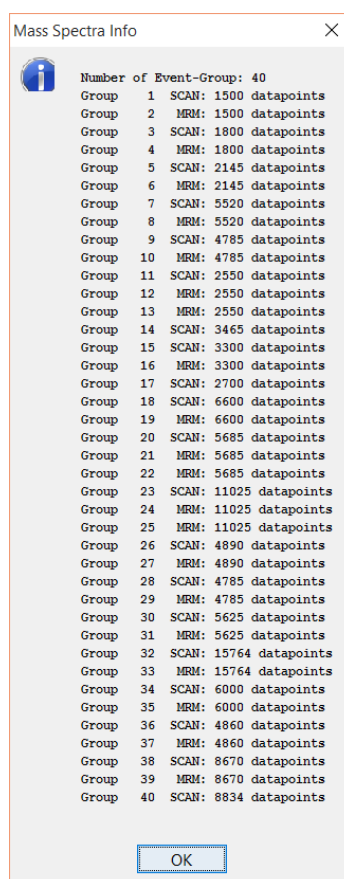 Mass Spectra Info
Number of Event-Group: 40
Group 1 SCAN: 1500 datapoints
Group 2 MRM: 1500 datapoints
Group 3 SCAN: 1800 datapoints
Group 4 MRM: 1800 datapoints
Group 5 SCAN: 2145 datapoints
Group 6 MRM: 2145 datapoints
Group 7 SCAN: 5520 datapoints
Group 8 MRM: 5520 datapoints
Group 9 SCAN: 4785 datapoints
Group 10 MRM: 4785 datapoints
Group 11 SCAN: 2550 datapoints
Group 12 MRM: 2550 datapoints
Group 13 MRM: 2550 datapoints
Group 14 SCAN: 3465 datapoints
Group 15 SCAN: 3300 datapoints
Group 16 MRM: 3300 datapoints
Group 17 SCAN: 2700 datapoints
Group 18 SCAN: 6600 datapoints
Group 19 MRM: 6600 datapoints
Group 20 SCAN: 5685 datapoints
Group 21 MRM: 5685 datapoints
Group 22 MRM: 5685 datapoints
Group 23 SCAN: 11025 datapoints
Group 24 MRM: 11025 datapoints
Group 25 MRM: 11025 datapoints
Group 26 SCAN: 4890 datapoints
Group 27 MRM: 4890 datapoints
Group 28 SCAN: 4785 datapoints
Group 29 MRM: 4785 datapoints
Group 30 SCAN: 5625 datapoints
Group 31 MRM: 5625 datapoints
Group 32 SCAN: 15764 datapoints
Group 33 MRM: 15764 datapoints
Group 34 SCAN: 6000 datapoints
Group 35 MRM: 6000 datapoints
Group 36 SCAN: 4860 datapoints
Group 37 MRM: 4860 datapoints
Group 38 SCAN: 8670 datapoints
Group 39 MRM: 8670 datapoints
Group 40 SCAN: 8834 datapoints
OK